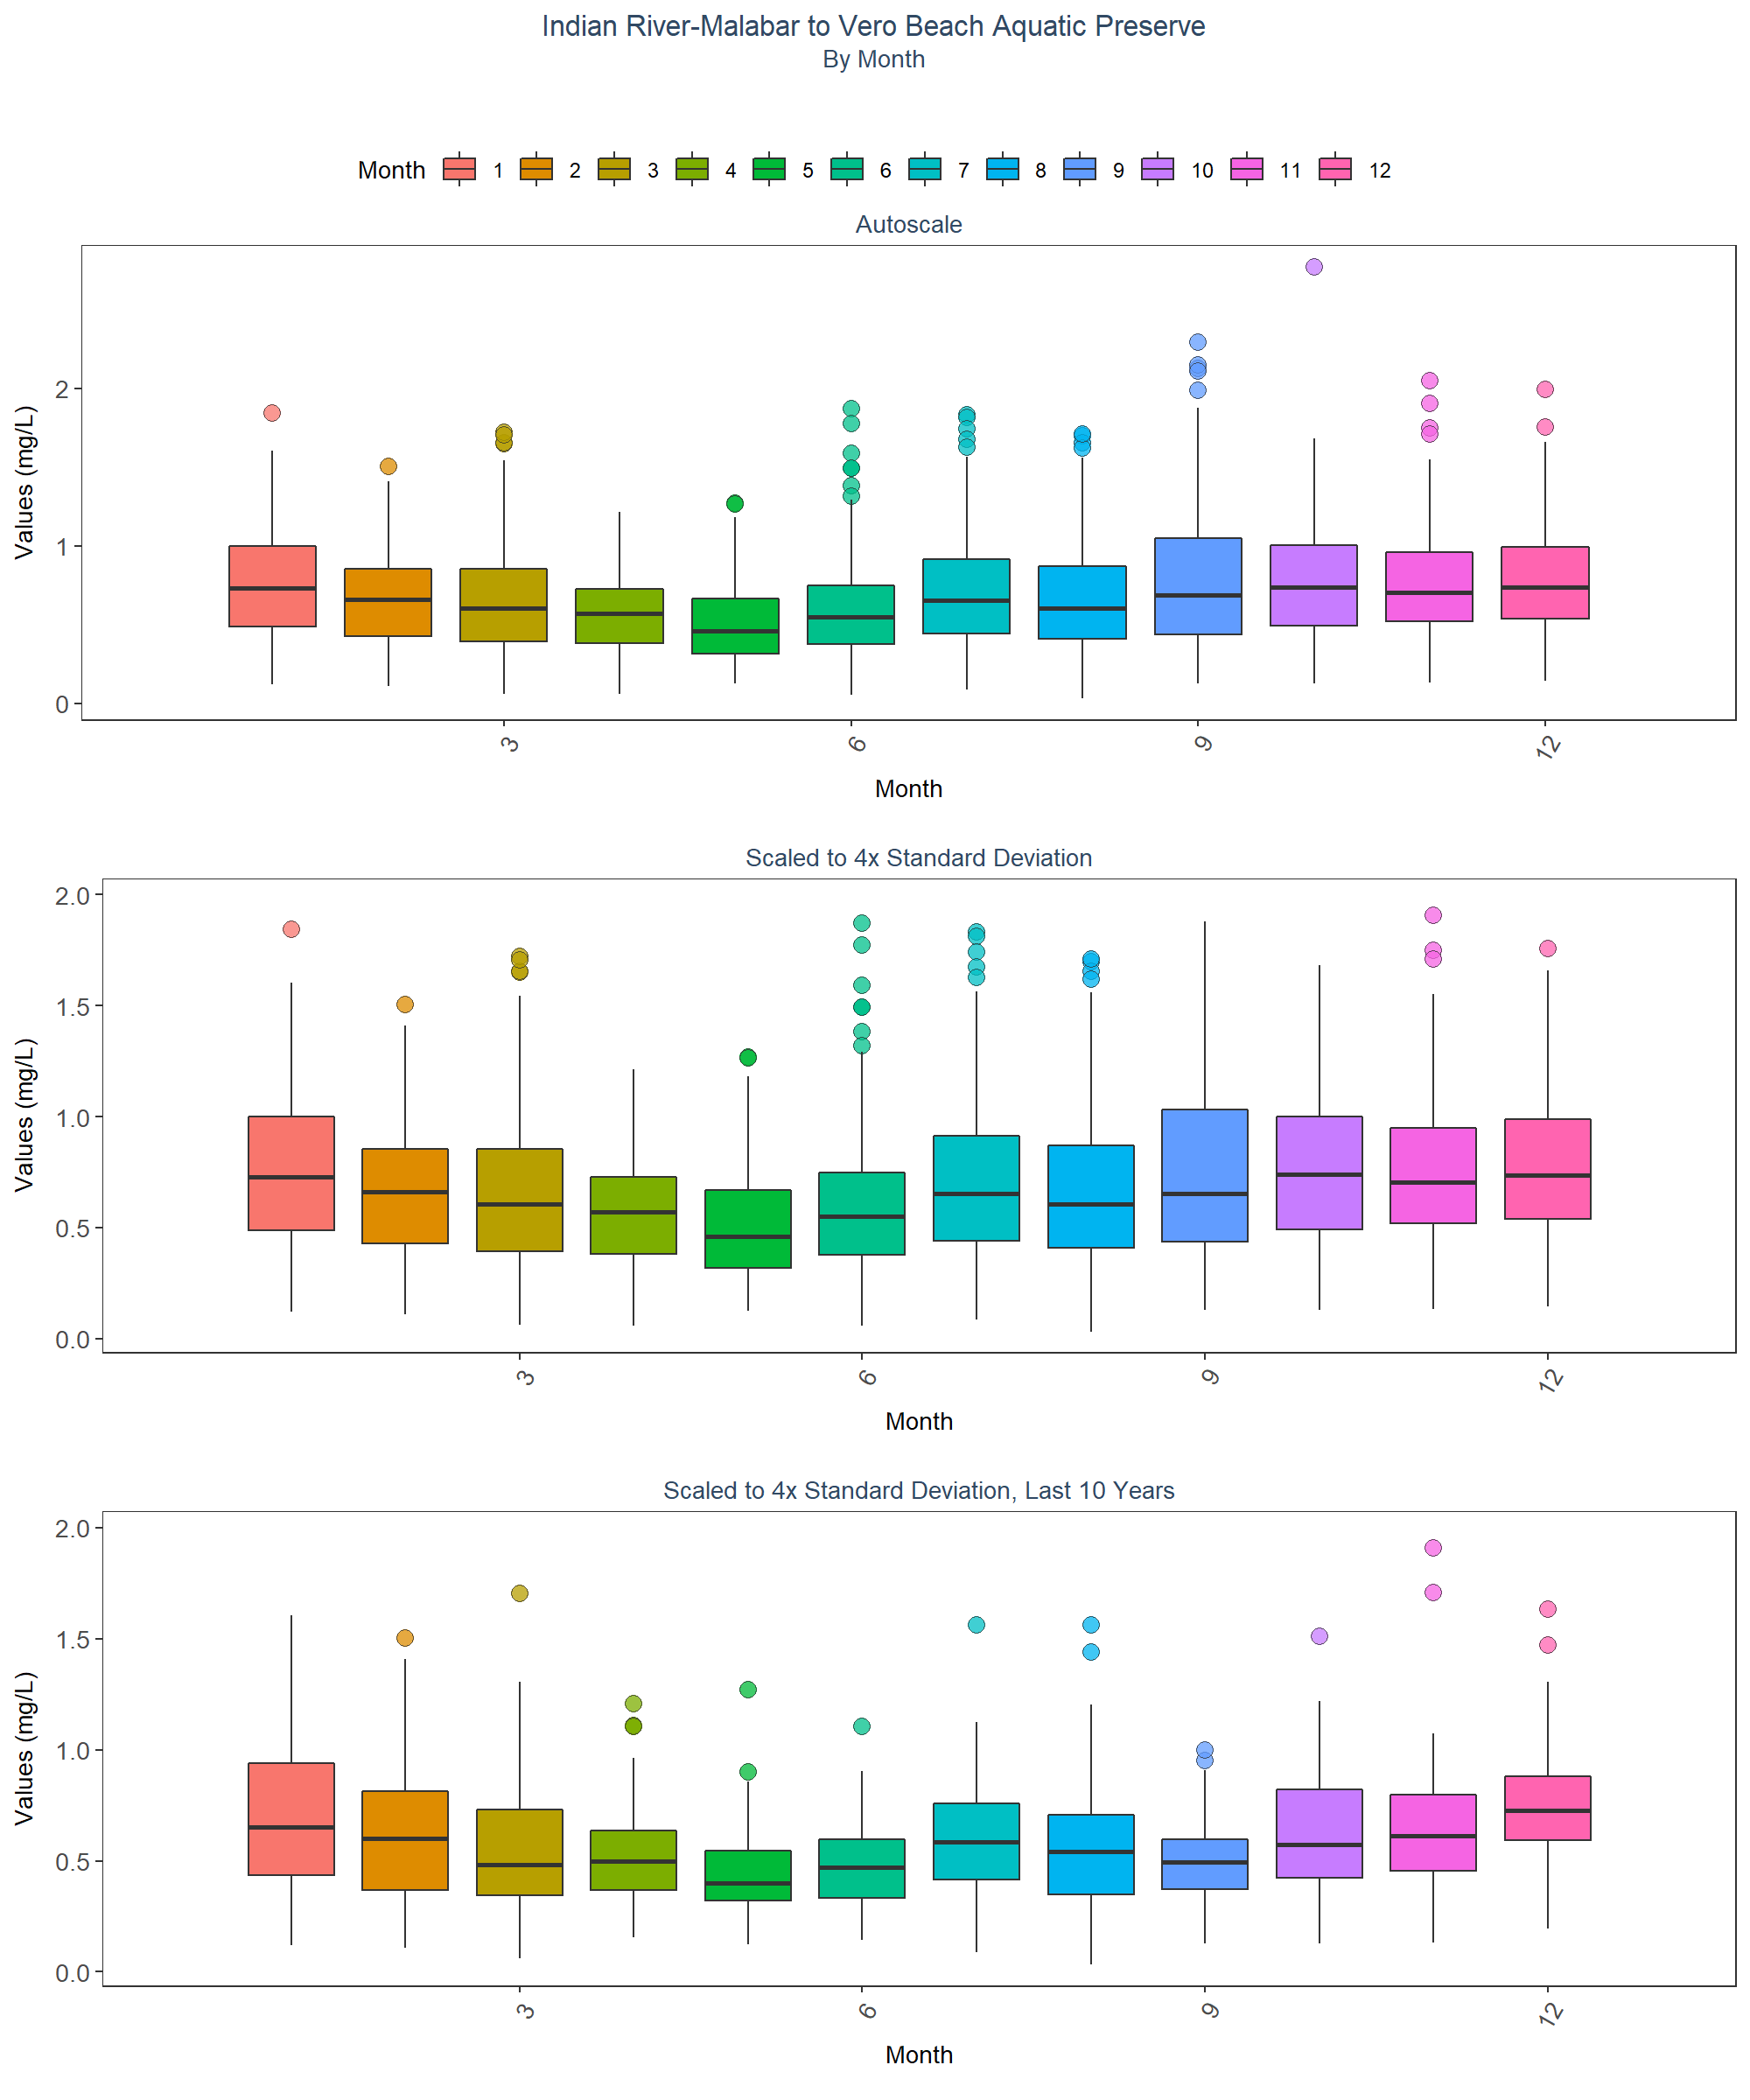 Indian River-Malabar to Vero Beach Aquatic Preserve
By Month
Month 1 2 3 4 5 6 7 8 9 10 11 12
Autoscale
Values (mg/L)
2
1
0
3 6 9 12
Month
Scaled to 4x Standard Deviation
Values (mg/L)
2.0
1.5
1.0
0.5
0.0
3 6 9 12
Month
Scaled to 4x Standard Deviation, Last 10 Years
Values (mg/L)
2.0
1.5
1.0
0.5
0.0
3 6 9 12
Month